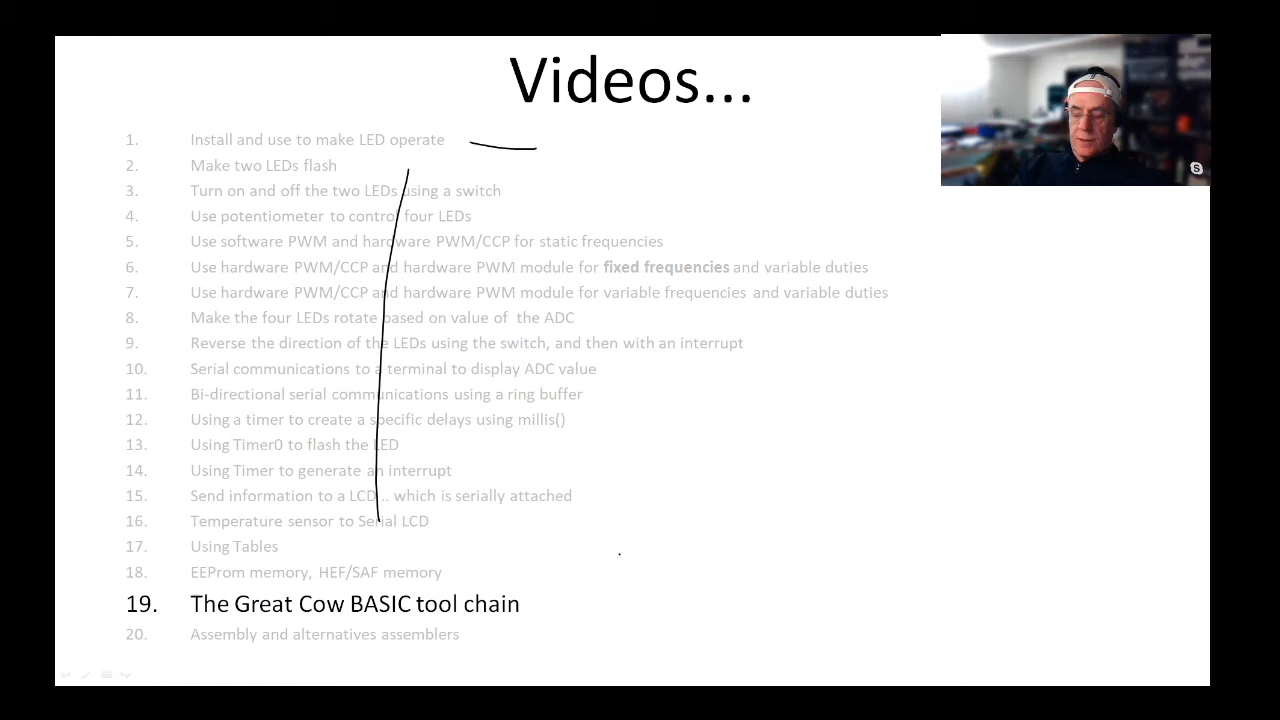 Videos...
1. Install and use to make LED operate
2. Make two LEDs flash
3. Turn on and off the two LEDs using a switch
4. Use potentiometer to control four LEDs
5. Use software PWM and hardware PWM/CCP for static frequencies
6. Use hardware PWM/CCP and hardware PWM module for fixed frequencies and variable duties
7. Use hardware PWM/CCP and hardware PWM module for variable frequencies and variable duties
8. Make the four LEDs rotate based on value of the ADC
9. Reverse the direction of the LEDs using the switch, and then with an interrupt
10. Serial communications to a terminal to display ADC value
11. Bi-directional serial communications using a ring buffer
12. Using a timer to create a specific delays using millis()
13. Using Timer0 to flash the LED
14. Using Timer to generate an interrupt
15. Send information to a LCD .. which is serially attached
16. Temperature sensor to Serial LCD
17. Using Tables
18. EEProm memory, HEF/SAF memory
19. The Great Cow BASIC tool chain
20. Assembly and alternatives assemblers